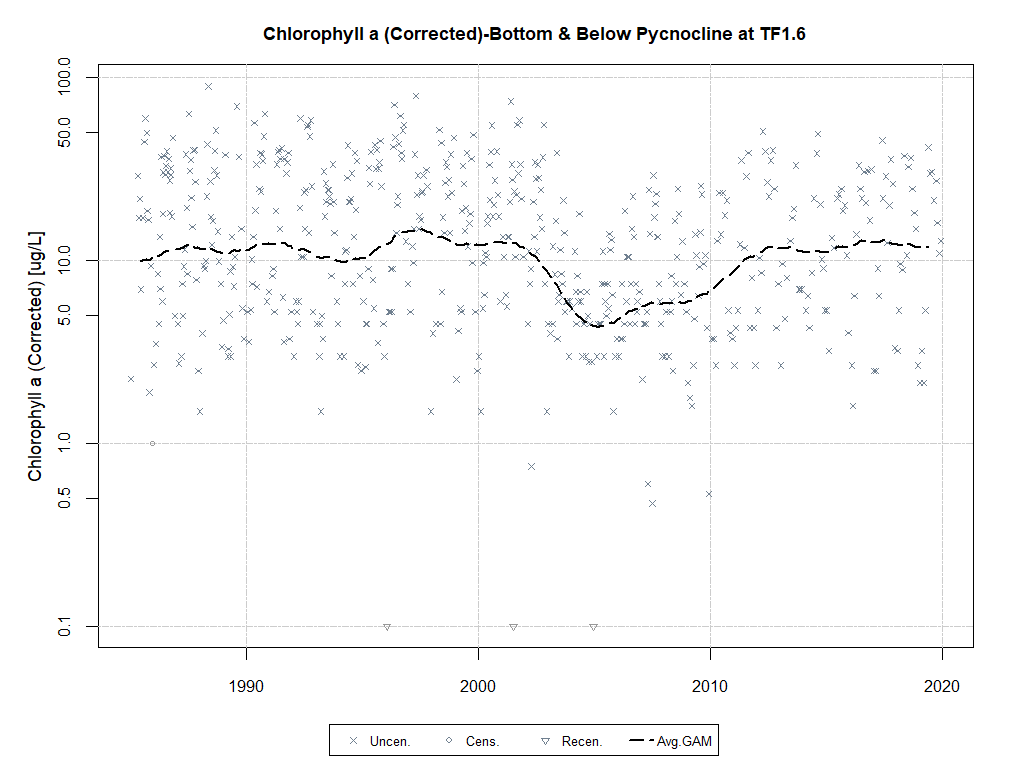 Chlorophyll a (Corrected)-Bottom & Below Pycnocline at TF1.6
Chlorophyll a (Corrected) [ug/L]
100.0
50.0
10.0
5.0
1.0
0.5
0.1
1990 2000 2010 2020
Uncen. Cens. Recen. Avg.GAM